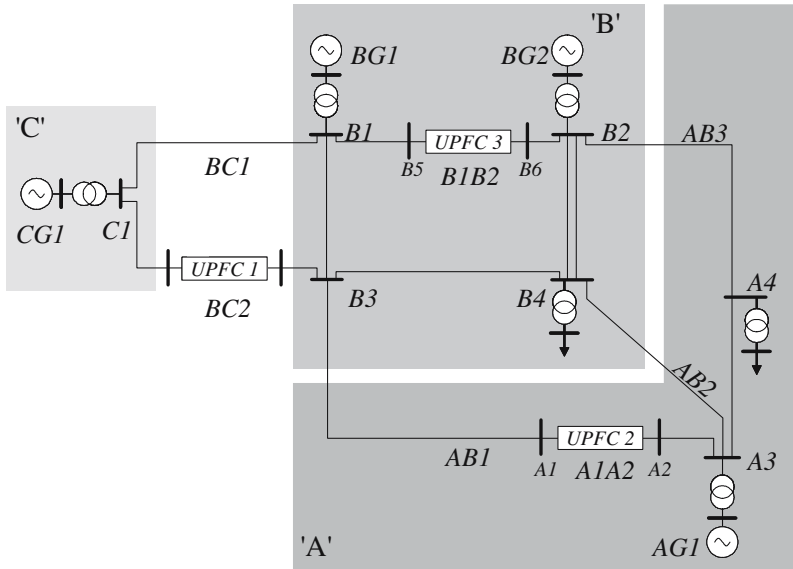 'B'
BG1
BG2
'C'
B1
UPFC 3
B2
AB3
BC1
B5
B1B2
B6
CG1
C1
UPFC 1
BC2
B3
B4
A4
AB2
AB1
A1
UPFC 2
A1A2
A2
A3
'A'
AG1